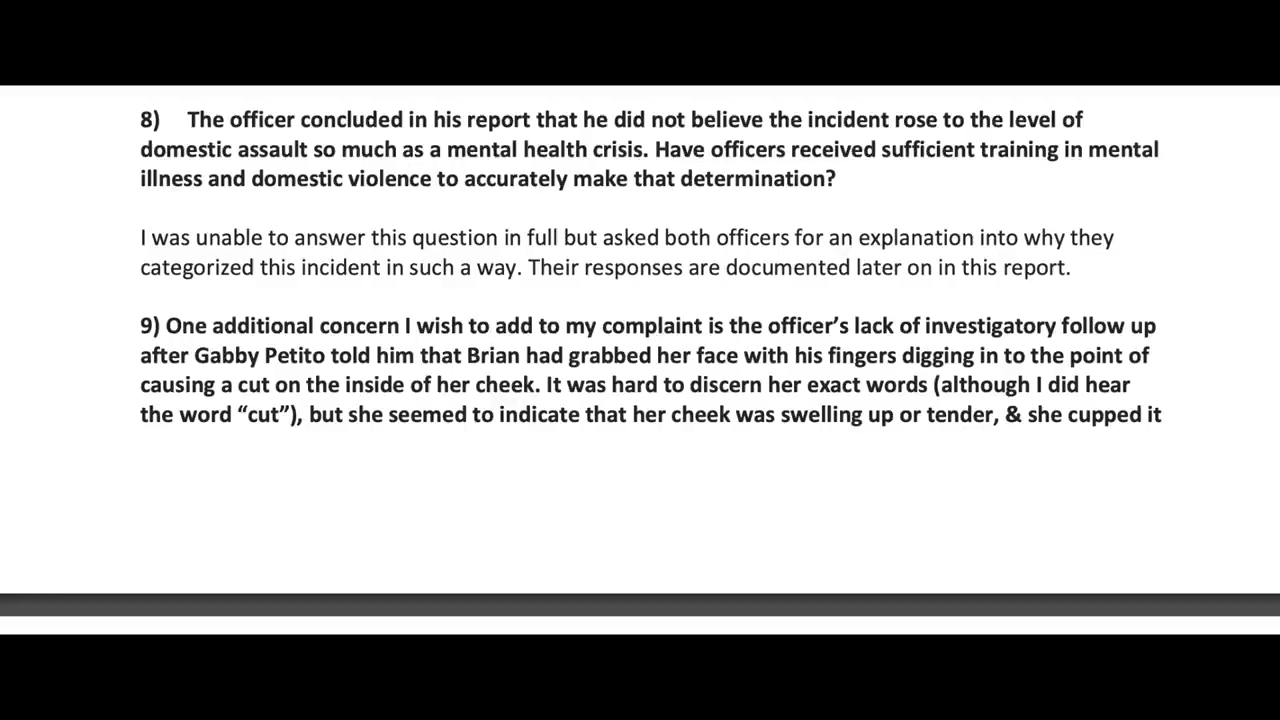 8) The officer concluded in his report that he did not believe the incident rose to the level of
domestic assault so much as a mental health crisis. Have officers received sufficient training in mental
illness and domestic violence to accurately make that determination?
I was unable to answer this question in full but asked both officers for an explanation into why they
categorized this incident in such a way. Their responses are documented later on in this report.
9) One additional concern I wish to add to my complaint is the officer’s lack of investigatory follow up
after Gabby Petito told him that Brian had grabbed her face with his fingers digging in to the point of
causing a cut on the inside of her cheek. It was hard to discern her exact words (although I did hear
the word “cut”), but she seemed to indicate that her cheek was swelling up or tender, & she cupped it